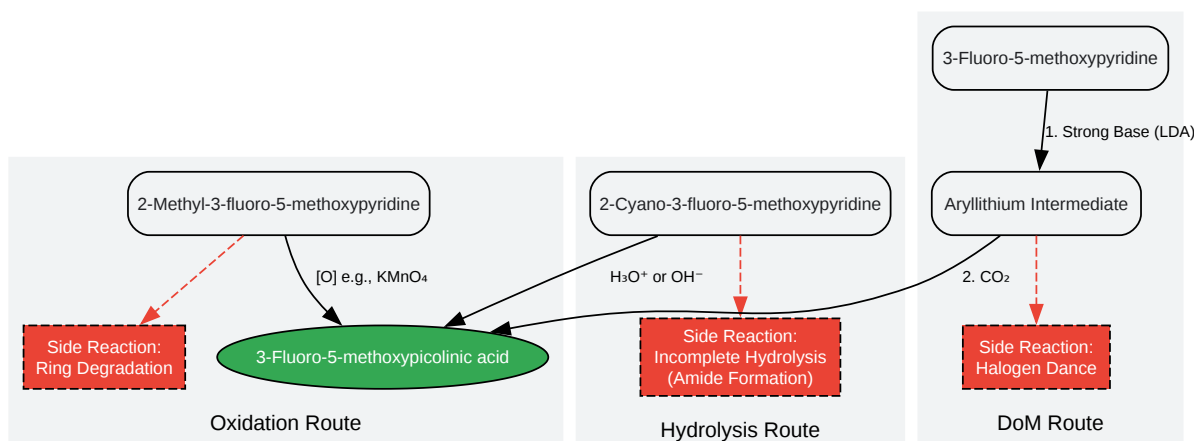 3-Fluoro-5-methoxypyridine
1. Strong Base (LDA)
2-Methyl-3-fluoro-5-methoxypyridine
2-Cyano-3-fluoro-5-methoxypyridine
Aryllithium Intermediate
[O] e.g., KMnO₄
H₃O⁺ or OH⁻
2. CO₂
Side Reaction:
Ring Degradation
3-Fluoro-5-methoxypicolinic acid
Side Reaction:
Incomplete Hydrolysis
(Amide Formation)
Side Reaction:
Halogen Dance
Oxidation Route
Hydrolysis Route
DoM Route